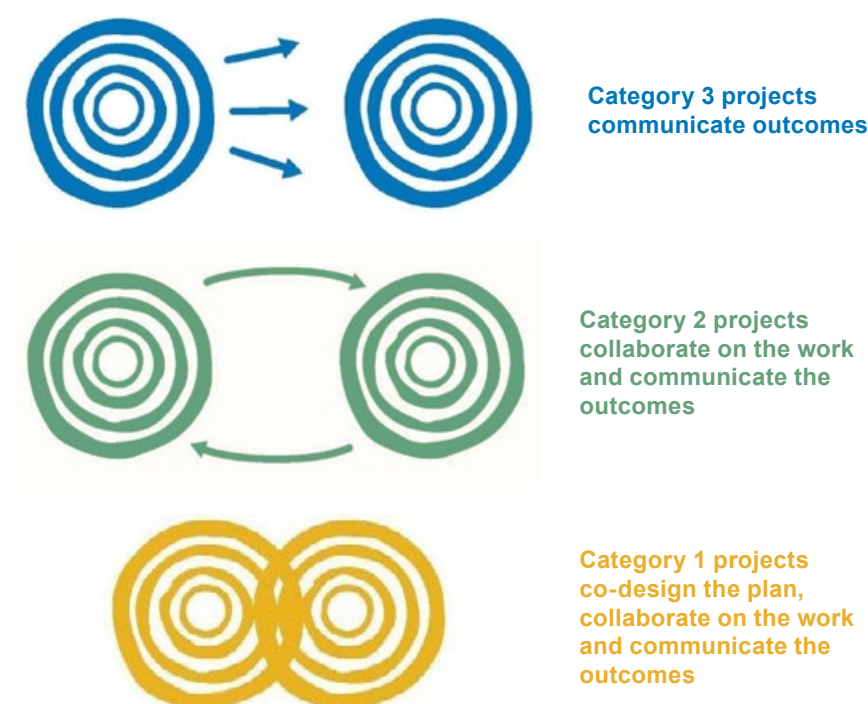 Category 3 projects
communicate outcomes
Category 2 projects
collaborate on the work
and communicate the
outcomes
Category 1 projects
co-design the plan,
collaborate on the work
and communicate the
outcomes